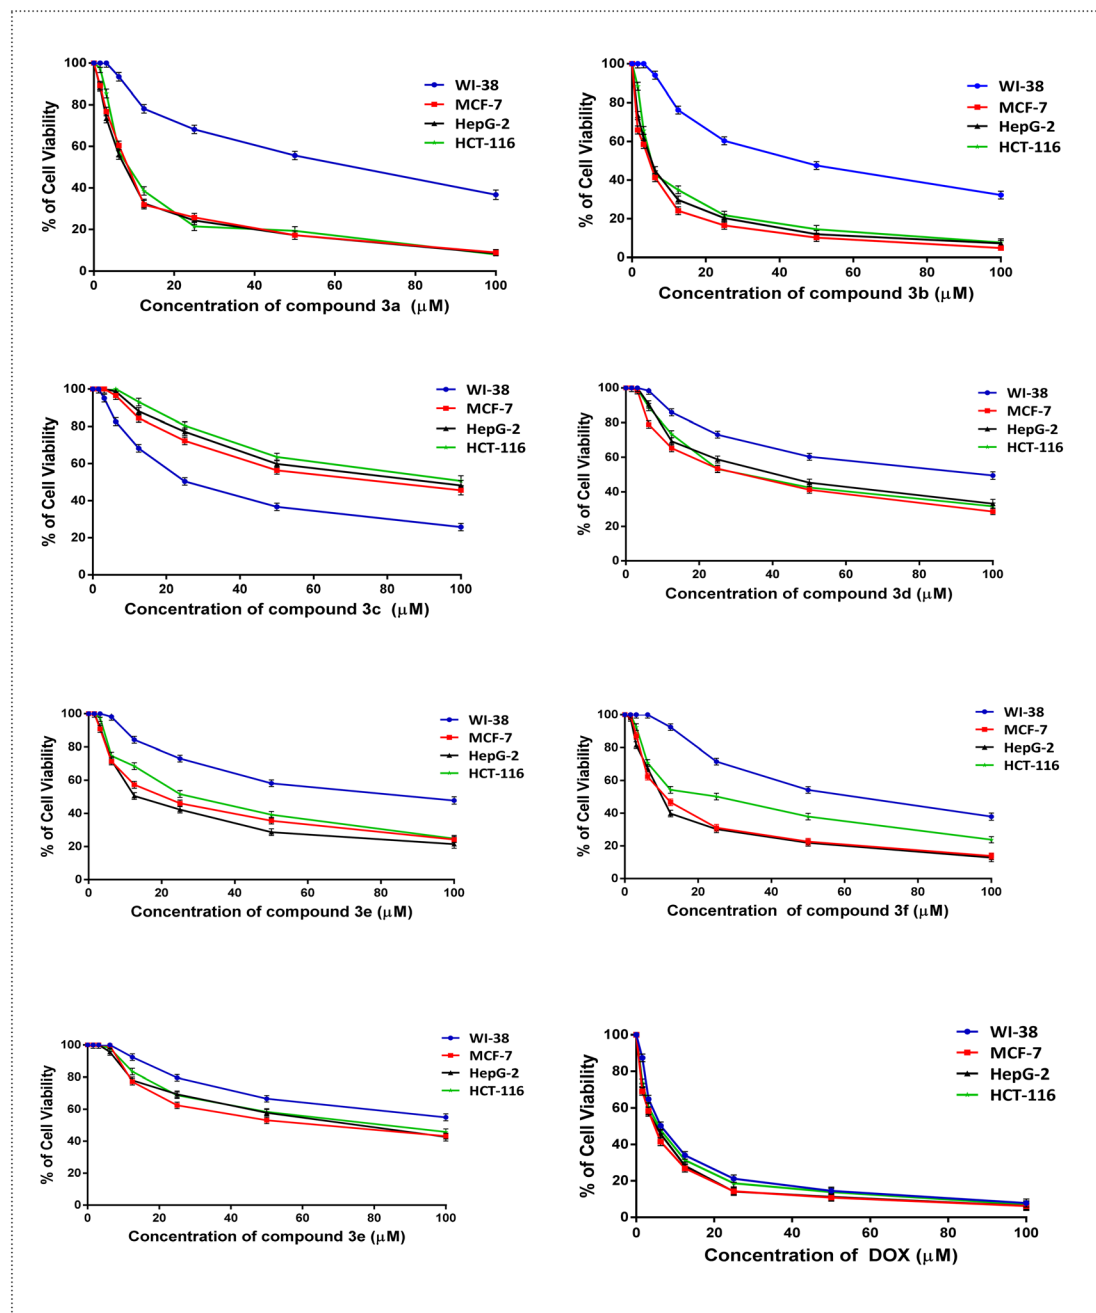 100
80
60
40
20
0
% of Cell Viability
0 20 40 60 80 100
Concentration of compound 3a (μM)
WI-38
MCF-7
HepG-2
HCT-116
100
80
60
40
20
0
% of Cell Viability
0 20 40 60 80 100
Concentration of compound 3b (μM)
WI-38
MCF-7
HepG-2
HCT-116
100
80
60
40
20
0
% of Cell Viability
0 20 40 60 80 100
Concentration of compound 3c (μM)
WI-38
MCF-7
HepG-2
HCT-116
100
80
60
40
20
0
% of Cell Viability
0 20 40 60 80 100
Concentration of compound 3d (μM)
WI-38
MCF-7
HepG-2
HCT-116
100
80
60
40
20
0
% of Cell Viability
0 20 40 60 80 100
Concentration of compound 3e (μM)
WI-38
MCF-7
HepG-2
HCT-116
100
80
60
40
20
0
% of Cell Viability
0 20 40 60 80 100
Concentration of compound 3f (μM)
WI-38
MCF-7
HepG-2
HCT-116
100
80
60
40
20
0
% of Cell Viability
0 20 40 60 80 100
Concentration of compound 3e (μM)
WI-38
MCF-7
HepG-2
HCT-116
100
80
60
40
20
0
% of Cell Viability
0 20 40 60 80 100
Concentration of DOX (μM)
WI-38
MCF-7
HepG-2
HCT-116